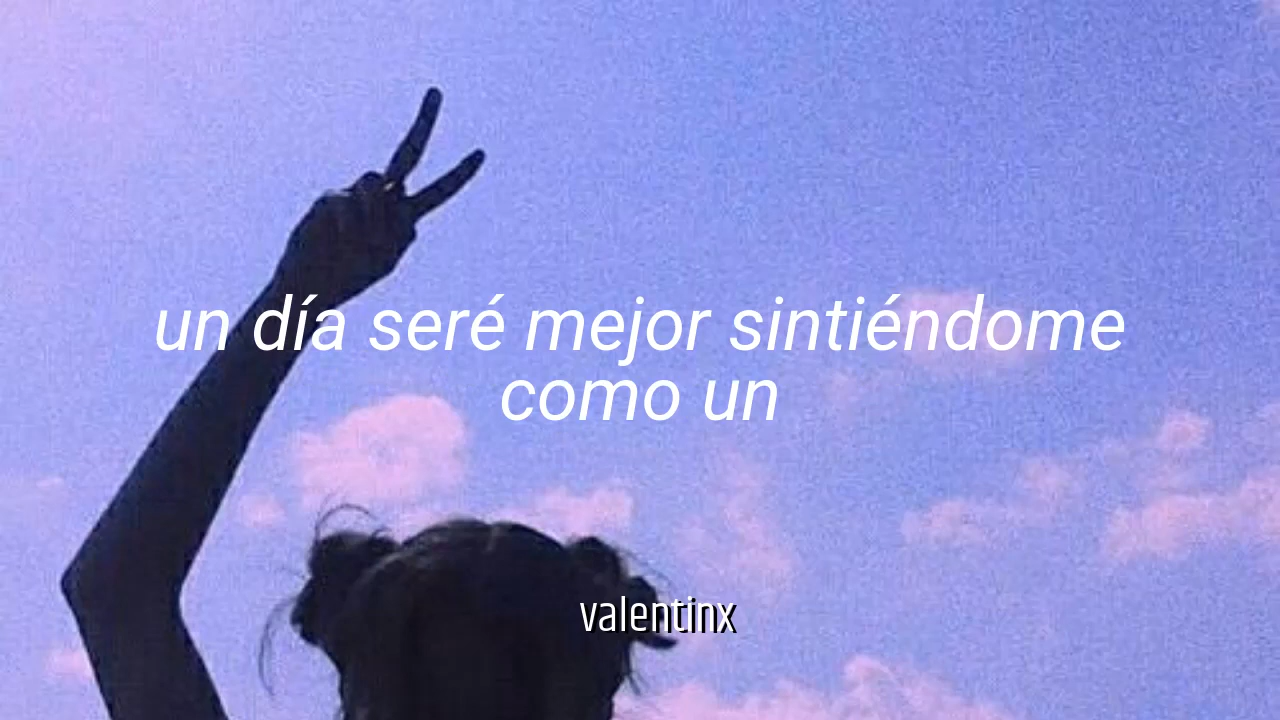 un día seré mejor sintiéndome
como un
valentinx